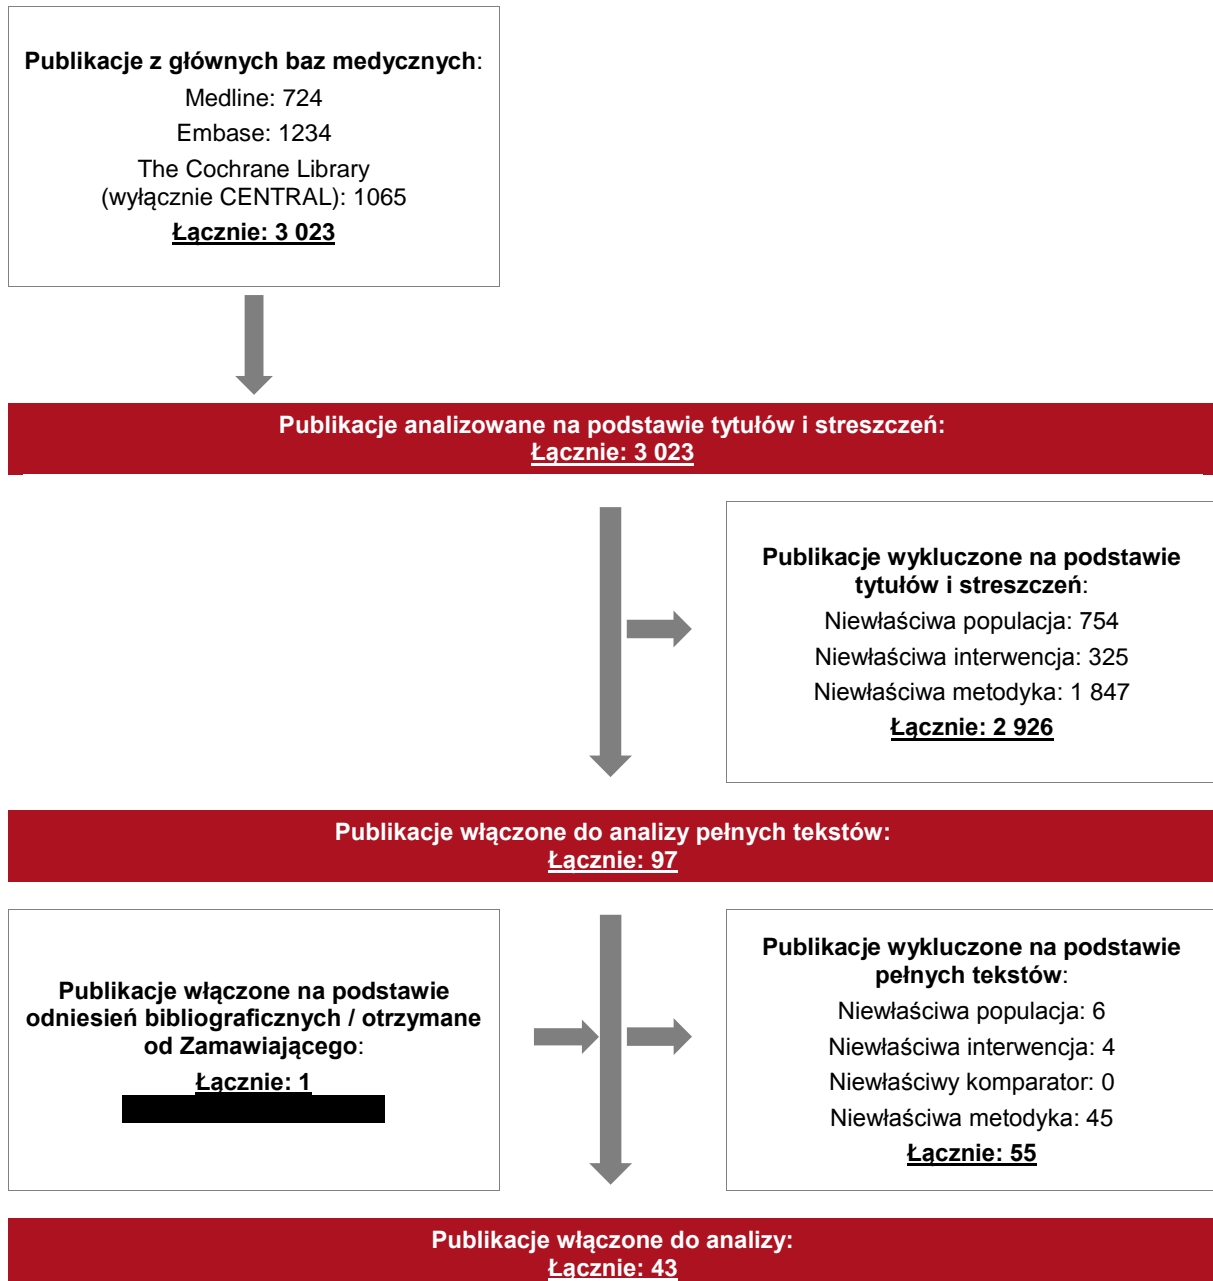 Publikacje z głównych baz medycznych:
Medline: 724
Embase: 1234
The Cochrane Library
(wyłącznie CENTRAL): 1065
Łącznie: 3 023
Publikacje analizowane na podstawie tytułów i streszczeń:
Łącznie: 3 023
Publikacje wykluczone na podstawie
tytułów i streszczeń:
Niewłaściwa populacja: 754
Niewłaściwa interwencja: 325
Niewłaściwa metodyka: 1 847
Łącznie: 2 926
Publikacje włączone do analizy pełnych tekstów:
Łącznie: 97
Publikacje włączone na podstawie
odniesień bibliograficznych / otrzymane
od Zamawiającego:
Łącznie: 1
Publikacje wykluczone na podstawie
pełnych tekstów:
Niewłaściwa populacja: 6
Niewłaściwa interwencja: 4
Niewłaściwy komparator: 0
Niewłaściwa metodyka: 45
Łącznie: 55
Publikacje włączone do analizy:
Łącznie: 43